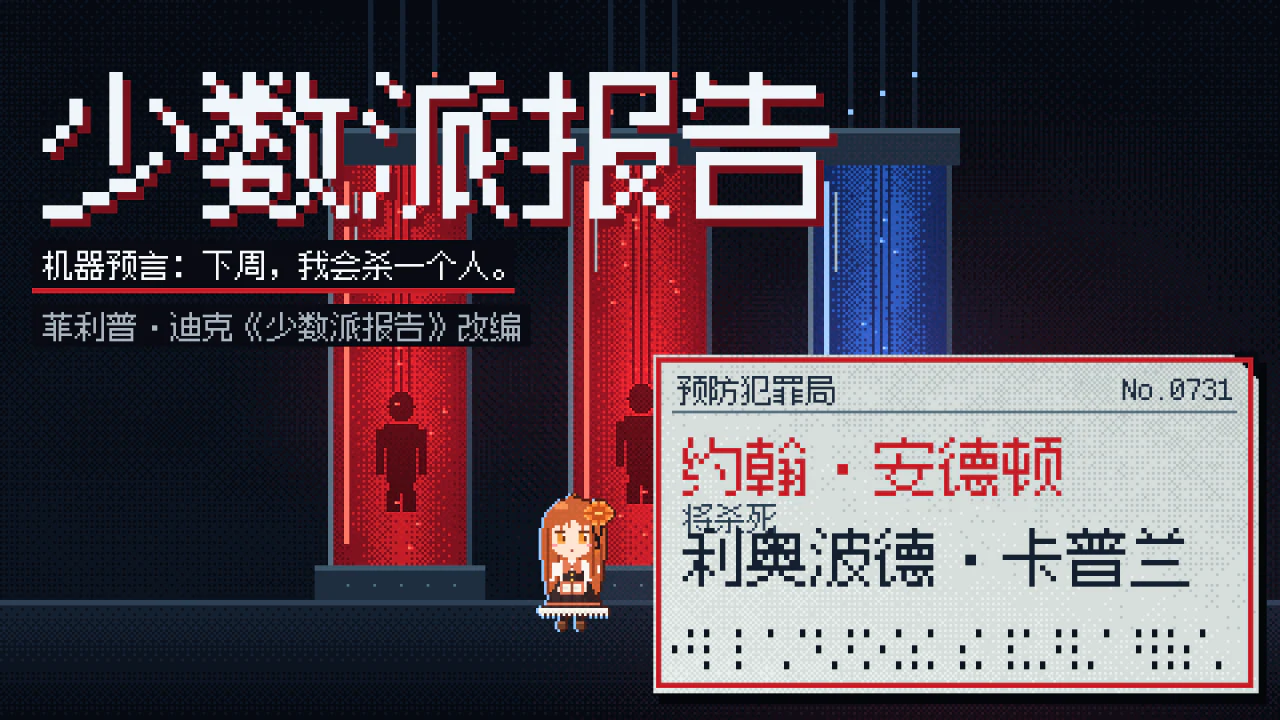 少数派报告
机器预言：下周，我会杀一个人。
菲利普·迪克《少数派报告》改编
预防犯罪局 No.0731
约翰·安德顿
将杀死
利奥波德·卡普兰